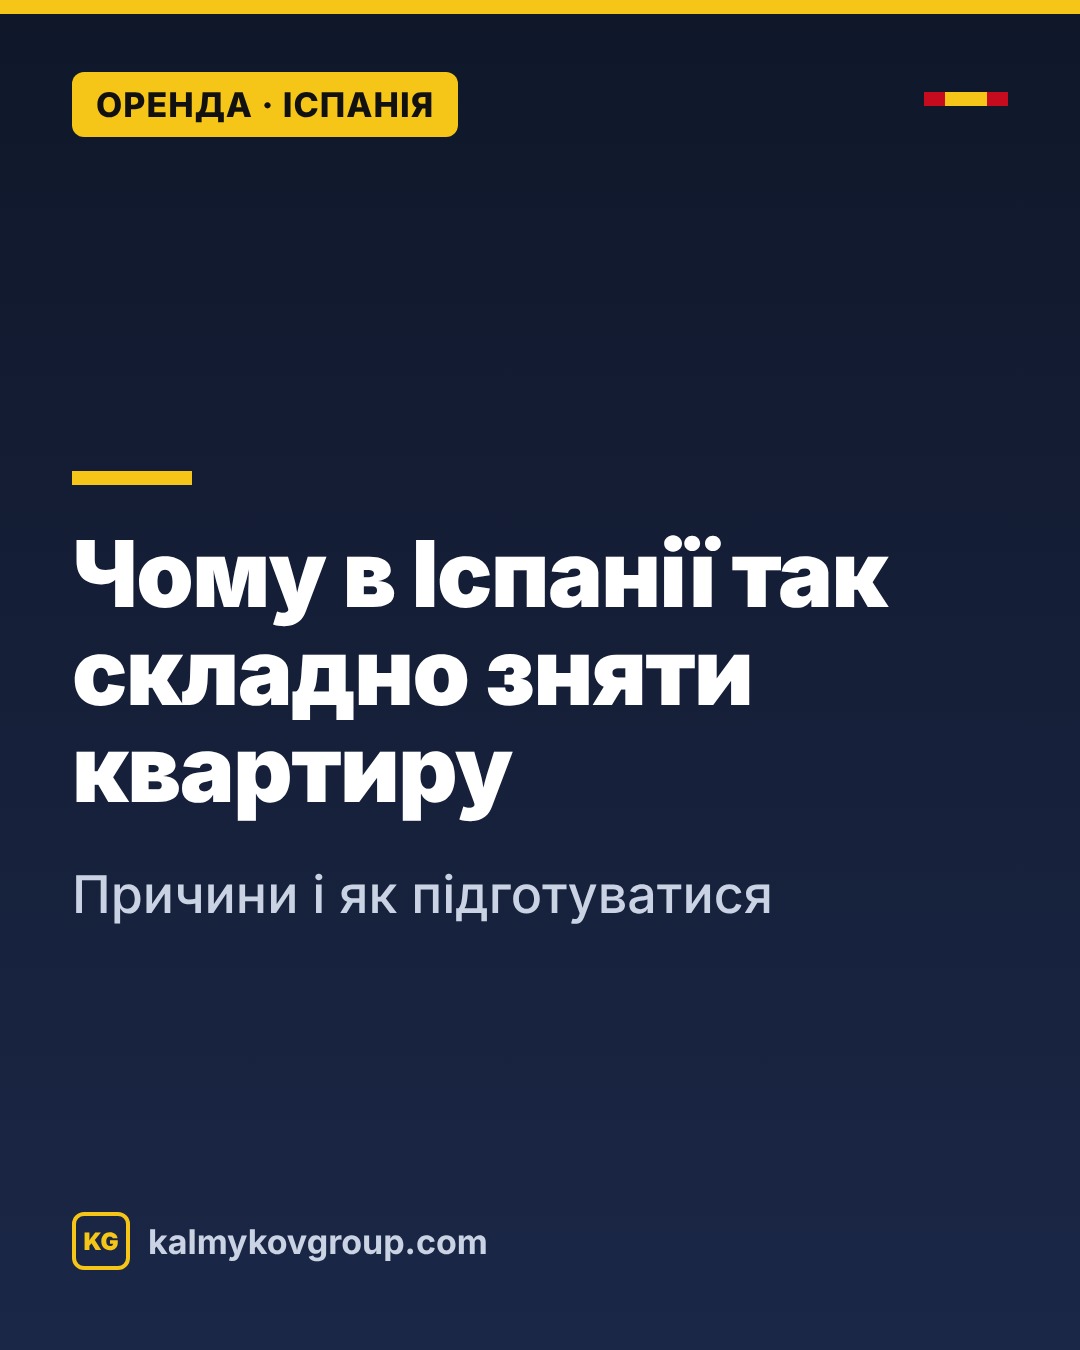 ОРЕНДА · ІСПАНІЯ
Чому в Іспанії так
складно зняти
квартиру
Причини і як підготуватися
KG kalmykovgroup.com